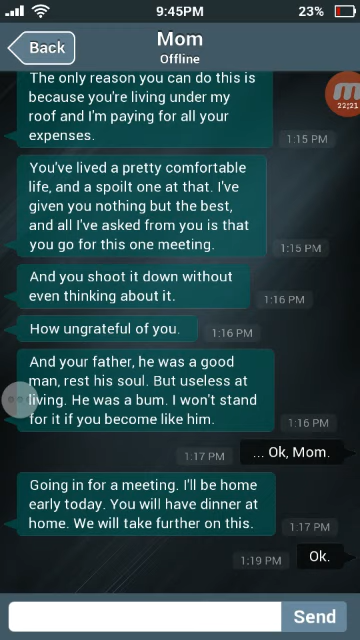 9:45PM
23%
Back
Mom
Offline
22:21
The only reason you can do this is
because you're living under my
roof and I'm paying for all your
expenses.
1:15 PM
You've lived a pretty comfortable
life, and a spoilt one at that. I've
given you nothing but the best,
and all I've asked from you is that
you go for this one meeting.
1:15 PM
And you shoot it down without
even thinking about it.
1:16 PM
How ungrateful of you.
1:16 PM
And your father, he was a good
man, rest his soul. But useless at
living. He was a bum. I won't stand
for it if you become like him.
1:16 PM
1:17 PM
... Ok, Mom.
Going in for a meeting. I'll be home
early today. You will have dinner at
home. We will take further on this.
1:17 PM
1:19 PM
Ok.
Send